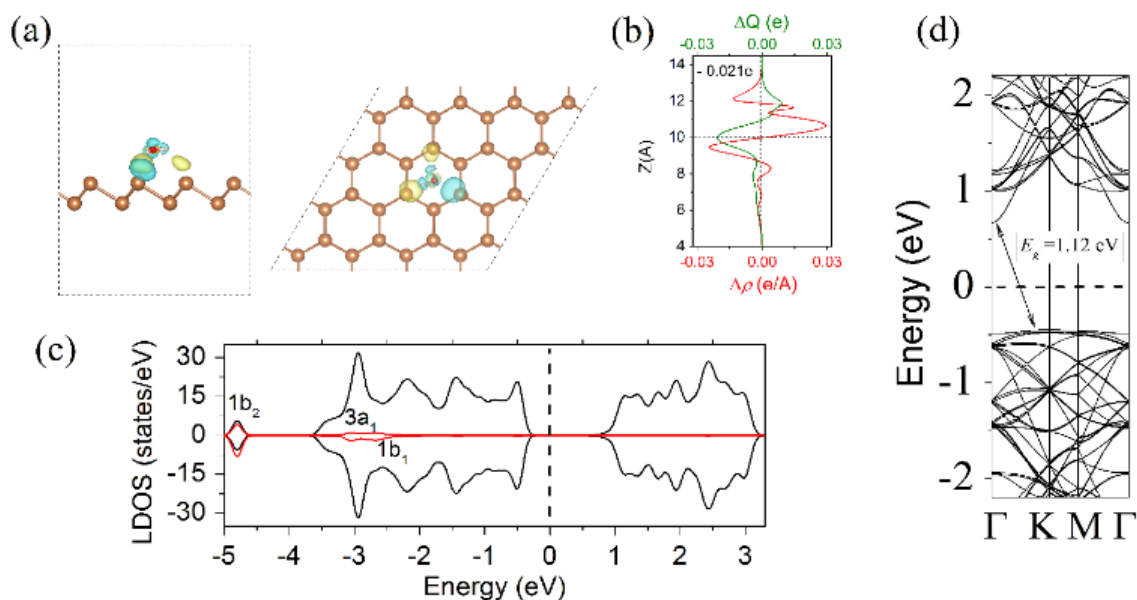 (a)
(b)
ΔQ (e)
-0.03 0.00 0.03
- 0.021e
14
12
10
8
6
4
Z(A)
-0.03 0.00 0.03
Δρ (e/A)
(c)
LDOS (states/eV)
30
15
0
-15
-30
1b₂
3a₁
1b₁
-5 -4 -3 -2 -1 0 1 2 3
Energy (eV)
(d)
Energy (eV)
2
1
0
-1
-2
E_g =1.12 eV
Γ K M Γ